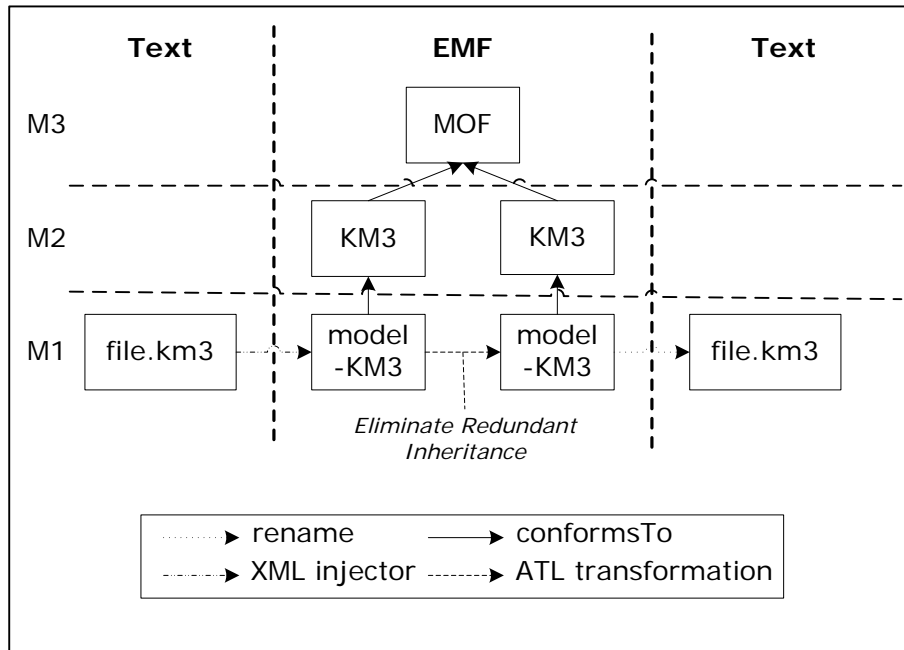 Text
EMF
Text
M3
MOF
M2
KM3
KM3
M1
file.km3
model
-KM3
model
-KM3
file.km3
Eliminate Redundant
Inheritance
rename
conformsTo
XML injector
ATL transformation